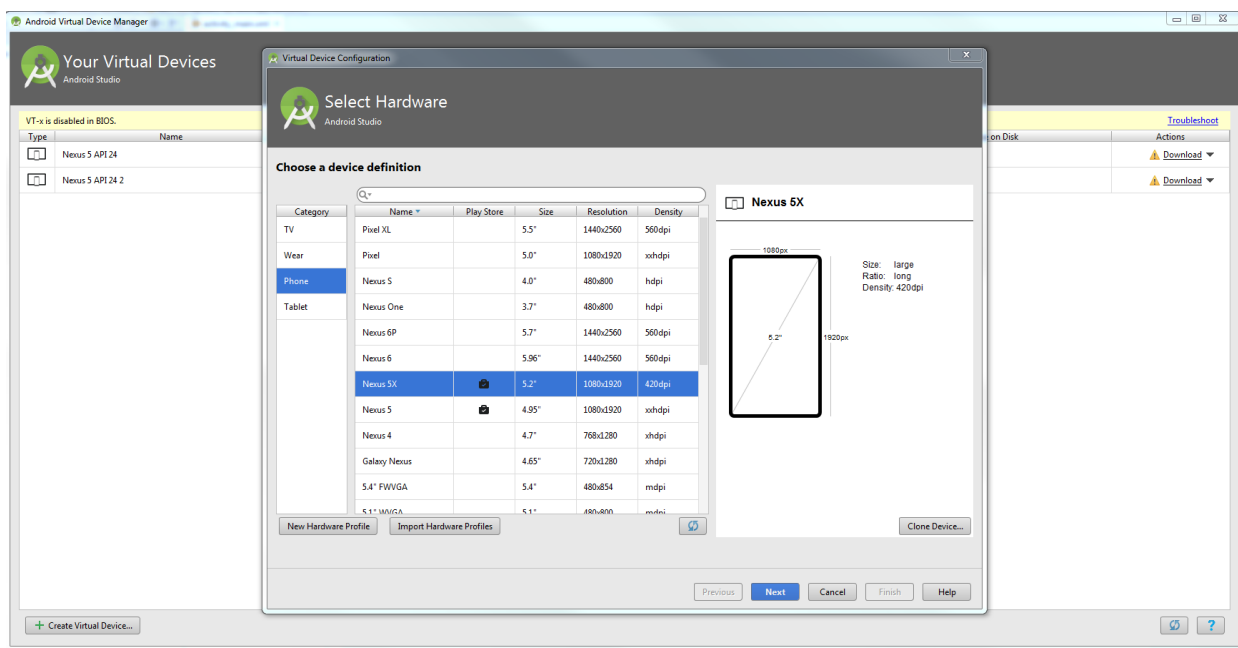 Android Virtual Device Manager
Your Virtual Devices
Android Studio
VT-x is disabled in BIOS.
Troubleshoot
Type Name on Disk Actions
Nexus 5 API 24 Download
Nexus 5 API 24 2 Download
Create Virtual Device...
?
Virtual Device Configuration
Select Hardware
Android Studio
Choose a device definition
Category
TV
Wear
Phone
Tablet
Name Play Store Size Resolution Density
Pixel XL 5.5" 1440x2560 560dpi
Pixel 5.0" 1080x1920 xxhdpi
Nexus S 4.0" 480x800 hdpi
Nexus One 3.7" 480x800 hdpi
Nexus 6P 5.7" 1440x2560 560dpi
Nexus 6 5.96" 1440x2560 560dpi
Nexus 5X 5.2" 1080x1920 420dpi
Nexus 5 4.95" 1080x1920 xxhdpi
Nexus 4 4.7" 768x1280 xhdpi
Galaxy Nexus 4.65" 720x1280 xhdpi
5.4" FWVGA 5.4" 480x854 mdpi
5.1" WVGA 5.1" 480x800 mdpi
New Hardware Profile Import Hardware Profiles
Nexus 5X
1080px
5.2"
1920px
Size: large
Ratio: long
Density: 420dpi
Clone Device...
Previous Next Cancel Finish Help